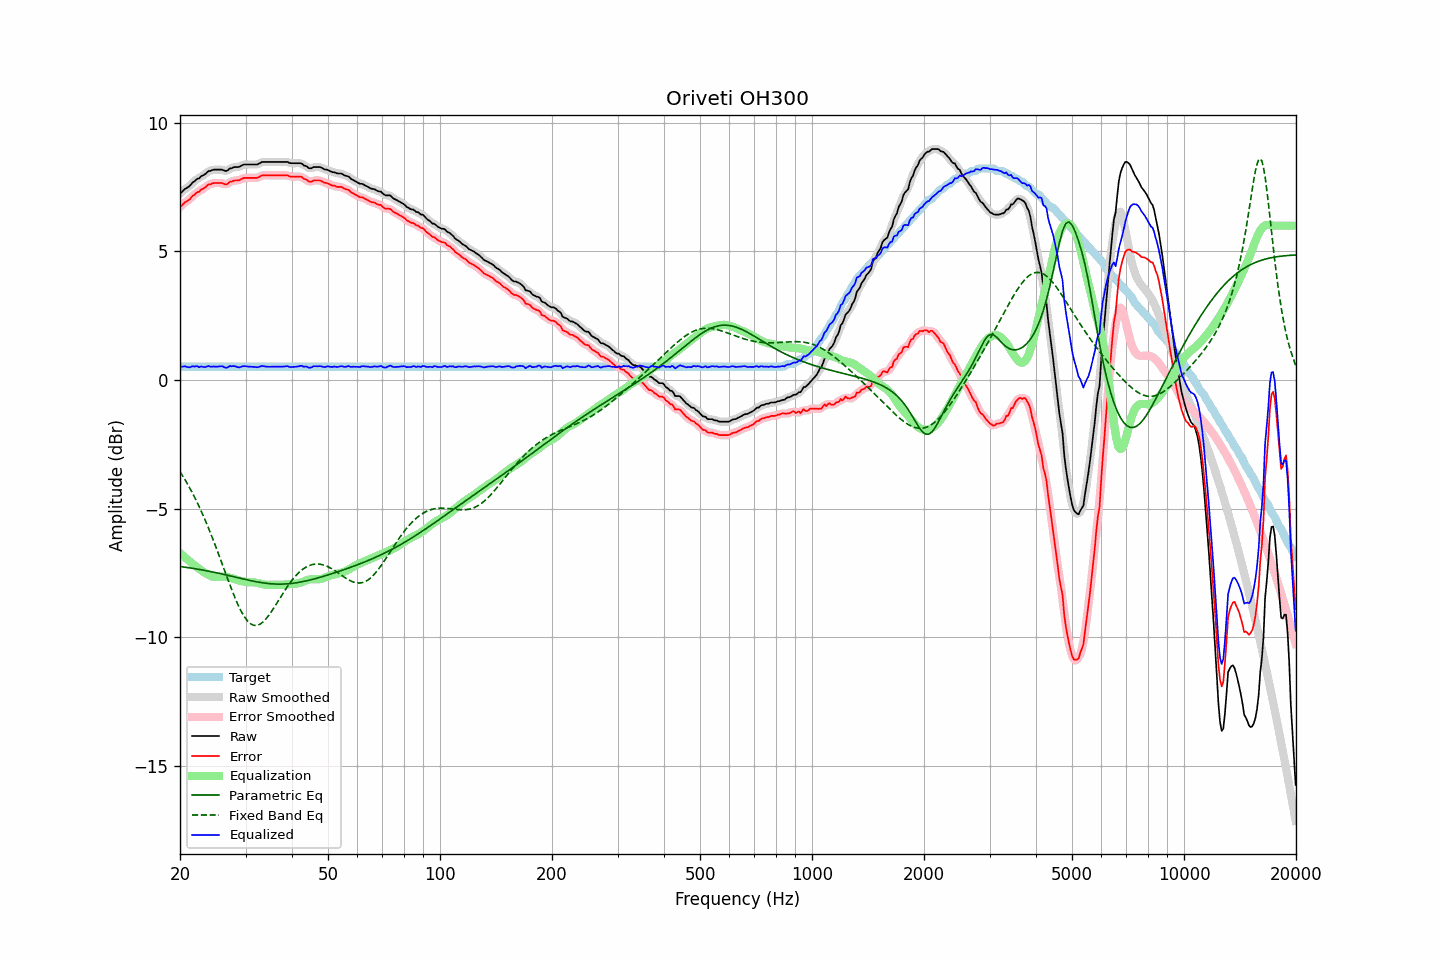 Oriveti OH300
10
5
0
−5
−10
−15
Amplitude (dBr)
Target
Raw Smoothed
Error Smoothed
Raw
Error
Equalization
Parametric Eq
Fixed Band Eq
Equalized
20 50 100 200 500 1000 2000 5000 10000 20000
Frequency (Hz)